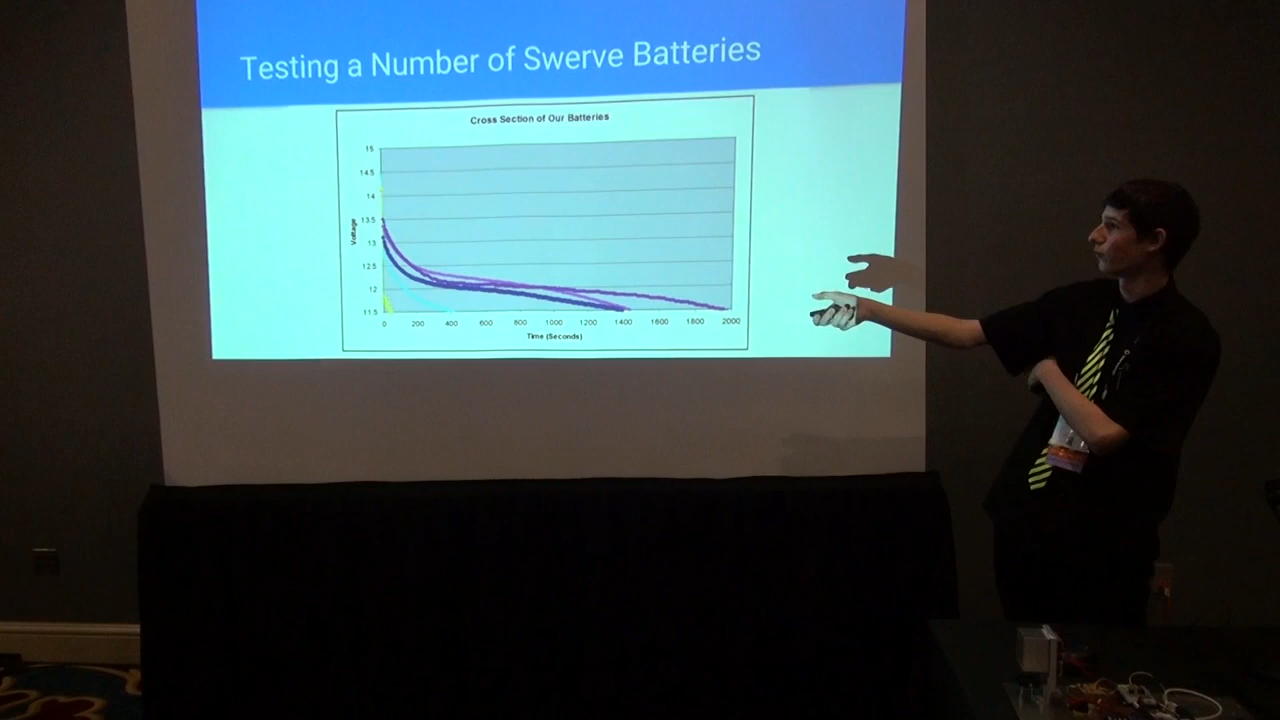 Testing a Number of Swerve Batteries
Cross Section of Our Batteries
15
14.5
14
13.5
13
12.5
12
11.5
Voltage
0 200 400 600 800 1000 1200 1400 1600 1800 2000
Time (Seconds)